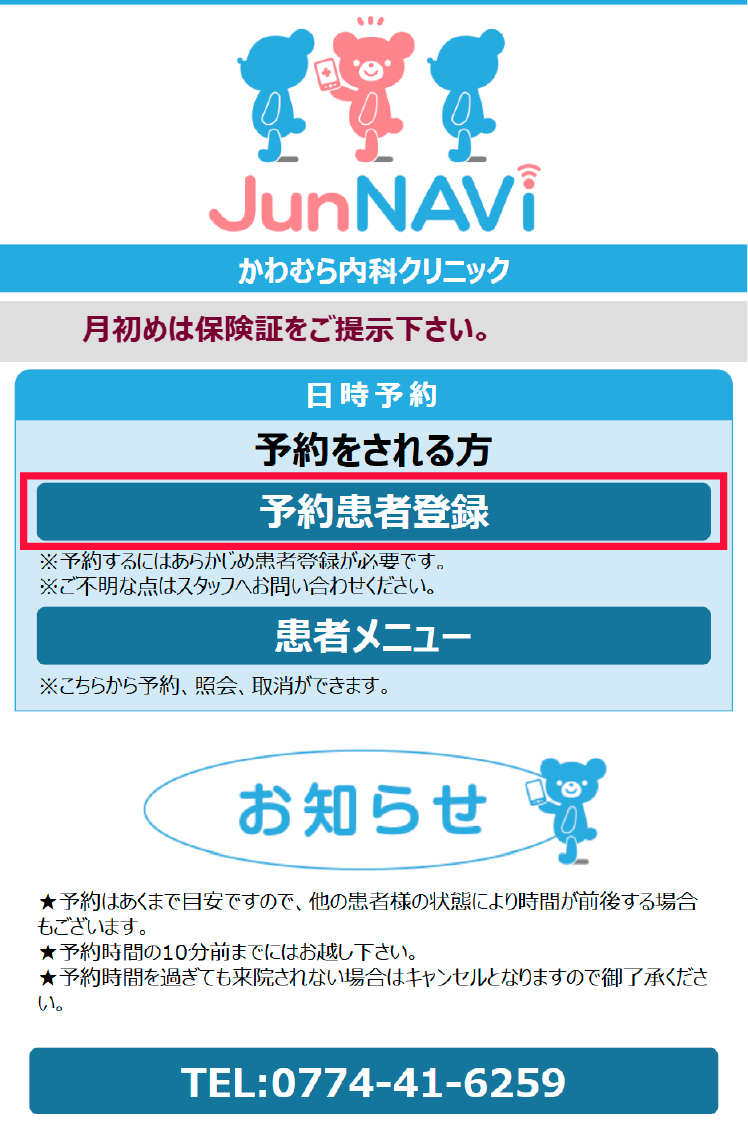 JunNAVi
かわむら内科クリニック
月初めは保険証をご提示下さい。
日時予約
予約をされる方
予約患者登録
※予約するにはあらかじめ患者登録が必要です。
※ご不明な点はスタッフへお問い合わせください。
患者メニュー
※こちらから予約、照会、取消ができます。
お知らせ
★予約はあくまで目安ですので、他の患者様の状態により時間が前後する場合
もございます。
★予約時間の10分前までにはお越し下さい。
★予約時間を過ぎても来院されない場合はキャンセルとなりますので御了承くださ
い。
TEL:0774-41-6259